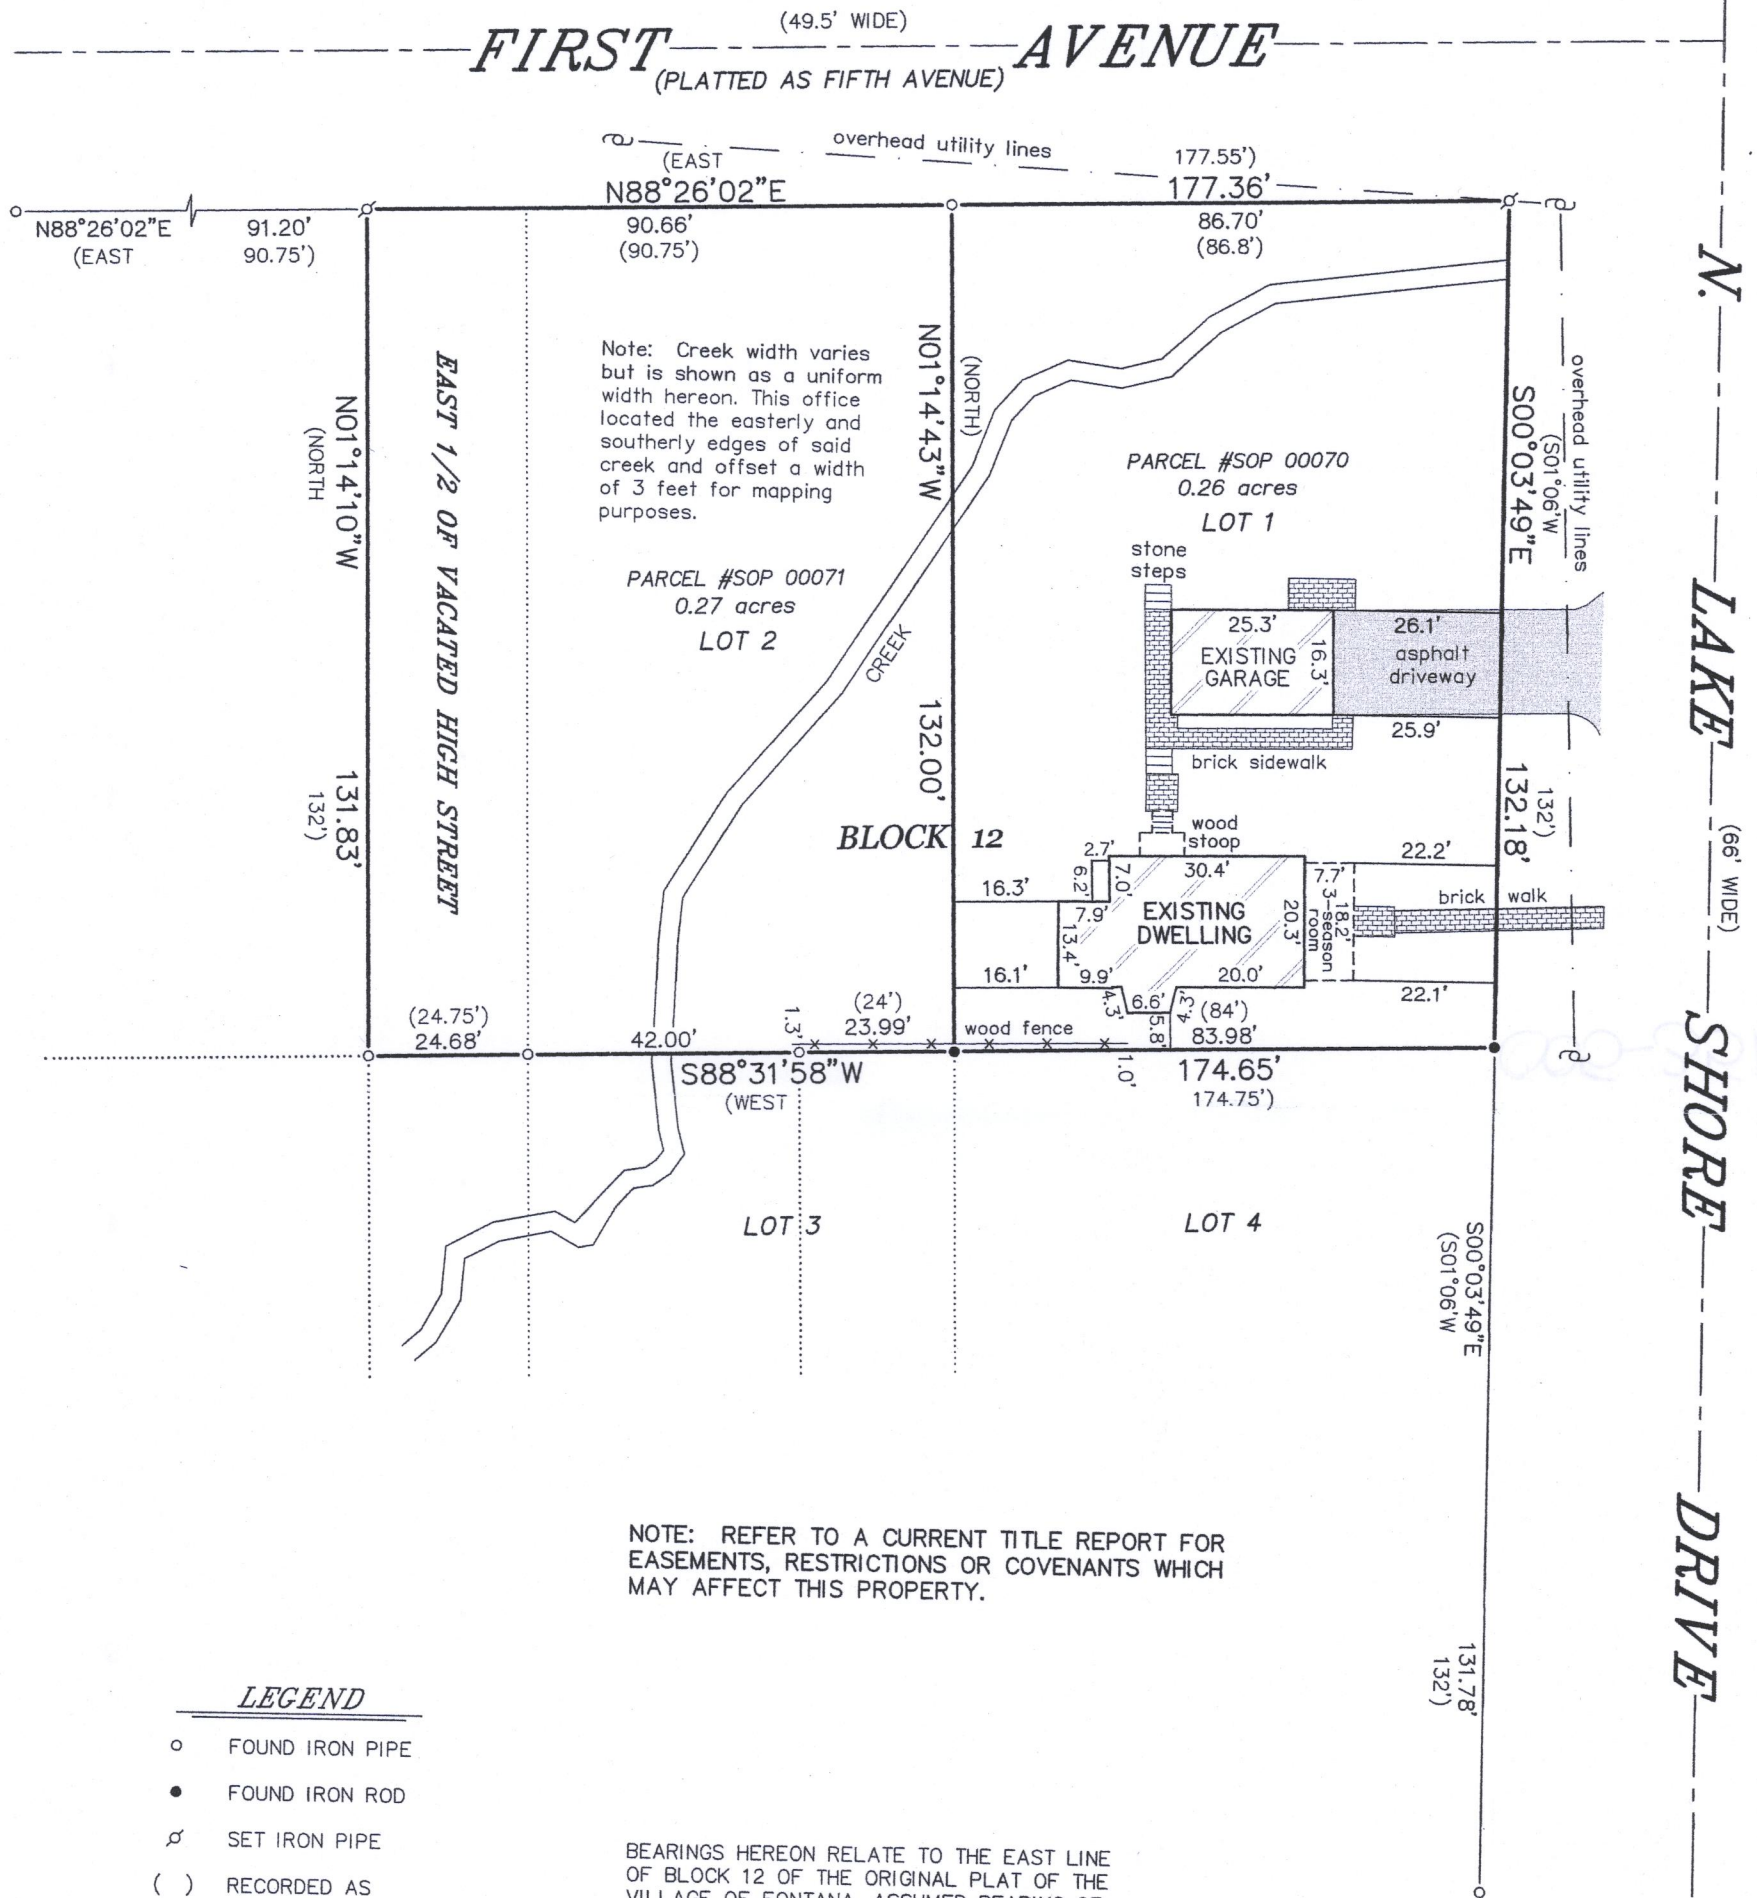 (49.5' WIDE)
FIRST AVENUE
(PLATTED AS FIFTH AVENUE)
overhead utility lines
(EAST 177.55')
N88°26'02"E 177.36'
N88°26'02"E 91.20'
(EAST 90.75')
90.66'
(90.75')
86.70'
(86.8')
N.
LAKE
(66' WIDE)
SHORE
DRIVE
overhead utility lines
(S01°06'W 132')
S00°03'49"E 132.18'
N01°14'10"W 131.83'
(NORTH 132')
EAST 1/2 OF VACATED HIGH STREET
Note: Creek width varies
but is shown as a uniform
width hereon. This office
located the easterly and
southerly edges of said
creek and offset a width
of 3 feet for mapping
purposes.
N01°14'43"W 132.00'
(NORTH)
PARCEL #SOP 00070
0.26 acres
LOT 1
PARCEL #SOP 00071
0.27 acres
LOT 2
CREEK
stone
steps
25.3'
EXISTING
GARAGE
16.3'
26.1'
asphalt
driveway
25.9'
brick sidewalk
BLOCK 12
wood
stoop
2.7'
6.2'
7.0'
30.4'
7.7'
22.2'
16.3'
7.9'
EXISTING
DWELLING
20.3'
3-season
room
18.2'
brick walk
13.4'
16.1'
9.9'
20.0'
22.1'
4.3'
6.6'
4.3'
5.8'
(24.75')
24.68'
42.00'
1.3'
(24')
23.99'
wood fence
(84')
83.98'
1.0'
S88°31'58"W 174.65'
(WEST 174.75')
LOT 3
LOT 4
S00°03'49"E 131.78'
(S01°06'W 132')
NOTE: REFER TO A CURRENT TITLE REPORT FOR
EASEMENTS, RESTRICTIONS OR COVENANTS WHICH
MAY AFFECT THIS PROPERTY.
LEGEND
FOUND IRON PIPE
FOUND IRON ROD
SET IRON PIPE
( ) RECORDED AS
BEARINGS HEREON RELATE TO THE EAST LINE
OF BLOCK 12 OF THE ORIGINAL PLAT OF THE
VILLAGE OF FONTANA. ASSUMED BEARING OF